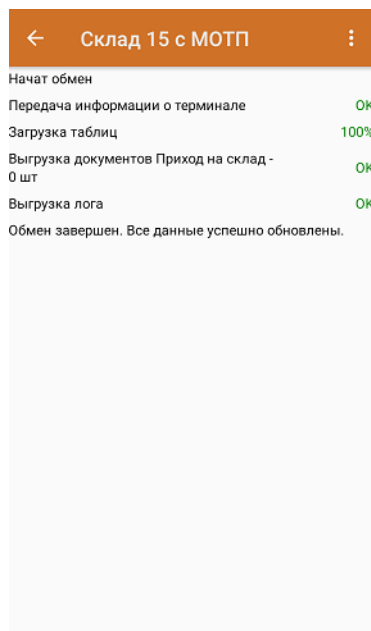 Склад 15 с МОТП
Начат обмен
Передача информации о терминале OK
Загрузка таблиц 100%
Выгрузка документов Приход на склад -
0 шт OK
Выгрузка лога OK
Обмен завершен. Все данные успешно обновлены.